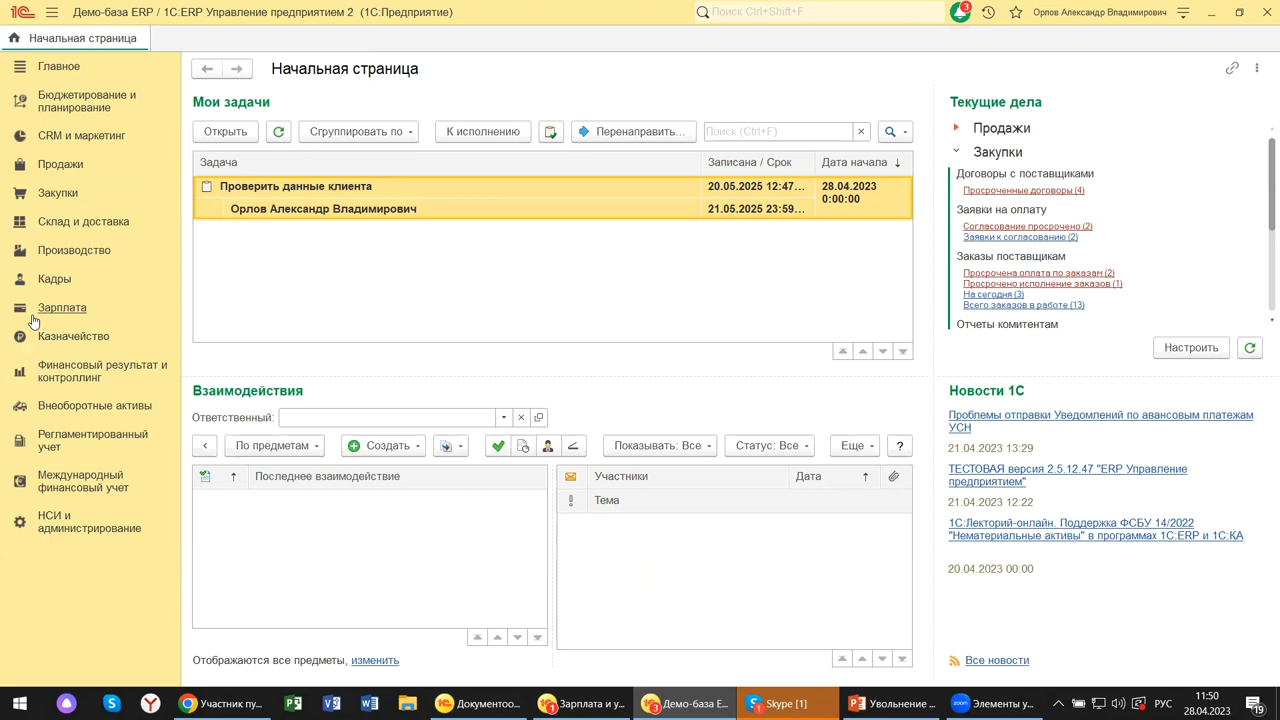 Демо-база ERP / 1С:ERP Управление предприятием 2 (1С:Предприятие)
Поиск Ctrl+Shift+F
3
Орлов Александр Владимирович
Начальная страница
Главное
Бюджетирование и
планирование
CRM и маркетинг
Продажи
Закупки
Склад и доставка
Производство
Кадры
Зарплата
Казначейство
Финансовый результат и
контроллинг
Внеоборотные активы
Регламентированный
учет
Международный
финансовый учет
НСИ и
администрирование
Начальная страница
Мои задачи
Открыть
Сгруппировать по
К исполнению
Перенаправить...
Поиск (Ctrl+F)
Задача
Записана / Срок
Дата начала
Проверить данные клиента
20.05.2025 12:47...
28.04.2023
0:00:00
Орлов Александр Владимирович
21.05.2025 23:59...
Взаимодействия
Ответственный:
По предметам
Создать
Показывать: Все
Статус: Все
Еще
?
Последнее взаимодействие
Участники
Дата
Тема
Отображаются все предметы, изменить
Текущие дела
Продажи
Закупки
Договоры с поставщиками
Просроченные договоры (4)
Заявки на оплату
Согласование просрочено (2)
Заявки к согласованию (2)
Заказы поставщикам
Просрочена оплата по заказам (2)
Просрочено исполнение заказов (1)
На сегодня (3)
Всего заказов в работе (13)
Отчеты комитентам
Настроить
Новости 1С
Проблемы отправки Уведомлений по авансовым платежам
УСН
21.04.2023 13:29
ТЕСТОВАЯ версия 2.5.12.47 "ERP Управление
предприятием"
21.04.2023 12:22
1С:Лекторий-онлайн. Поддержка ФСБУ 14/2022
"Нематериальные активы" в программах 1С:ERP и 1С:КА
20.04.2023 00:00
Все новости
Участник пу...
Документоо...
1
Зарплата и у...
3
Демо-база E...
1
Skype [1]
Увольнение ...
zoom
Элементы у...
РУС
11:50
28.04.2023
19